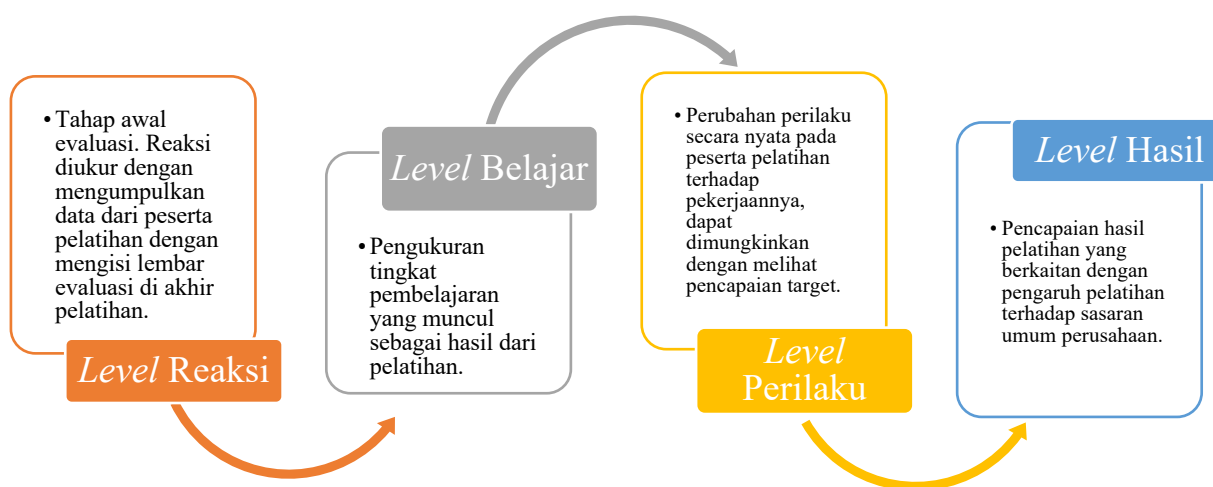 • Tahap awal
evaluasi. Reaksi
diukur dengan
mengumpulkan
data dari peserta
pelatihan dengan
mengisi lembar
evaluasi di akhir
pelatihan.
Level Reaksi
Level Belajar
• Pengukuran
tingkat
pembelajaran
yang muncul
sebagai hasil dari
pelatihan.
• Perubahan perilaku
secara nyata pada
peserta pelatihan
terhadap
pekerjaannya,
dapat
dimungkinkan
dengan melihat
pencapaian target.
Level
Perilaku
Level Hasil
• Pencapaian hasil
pelatihan yang
berkaitan dengan
pengaruh pelatihan
terhadap sasaran
umum perusahaan.